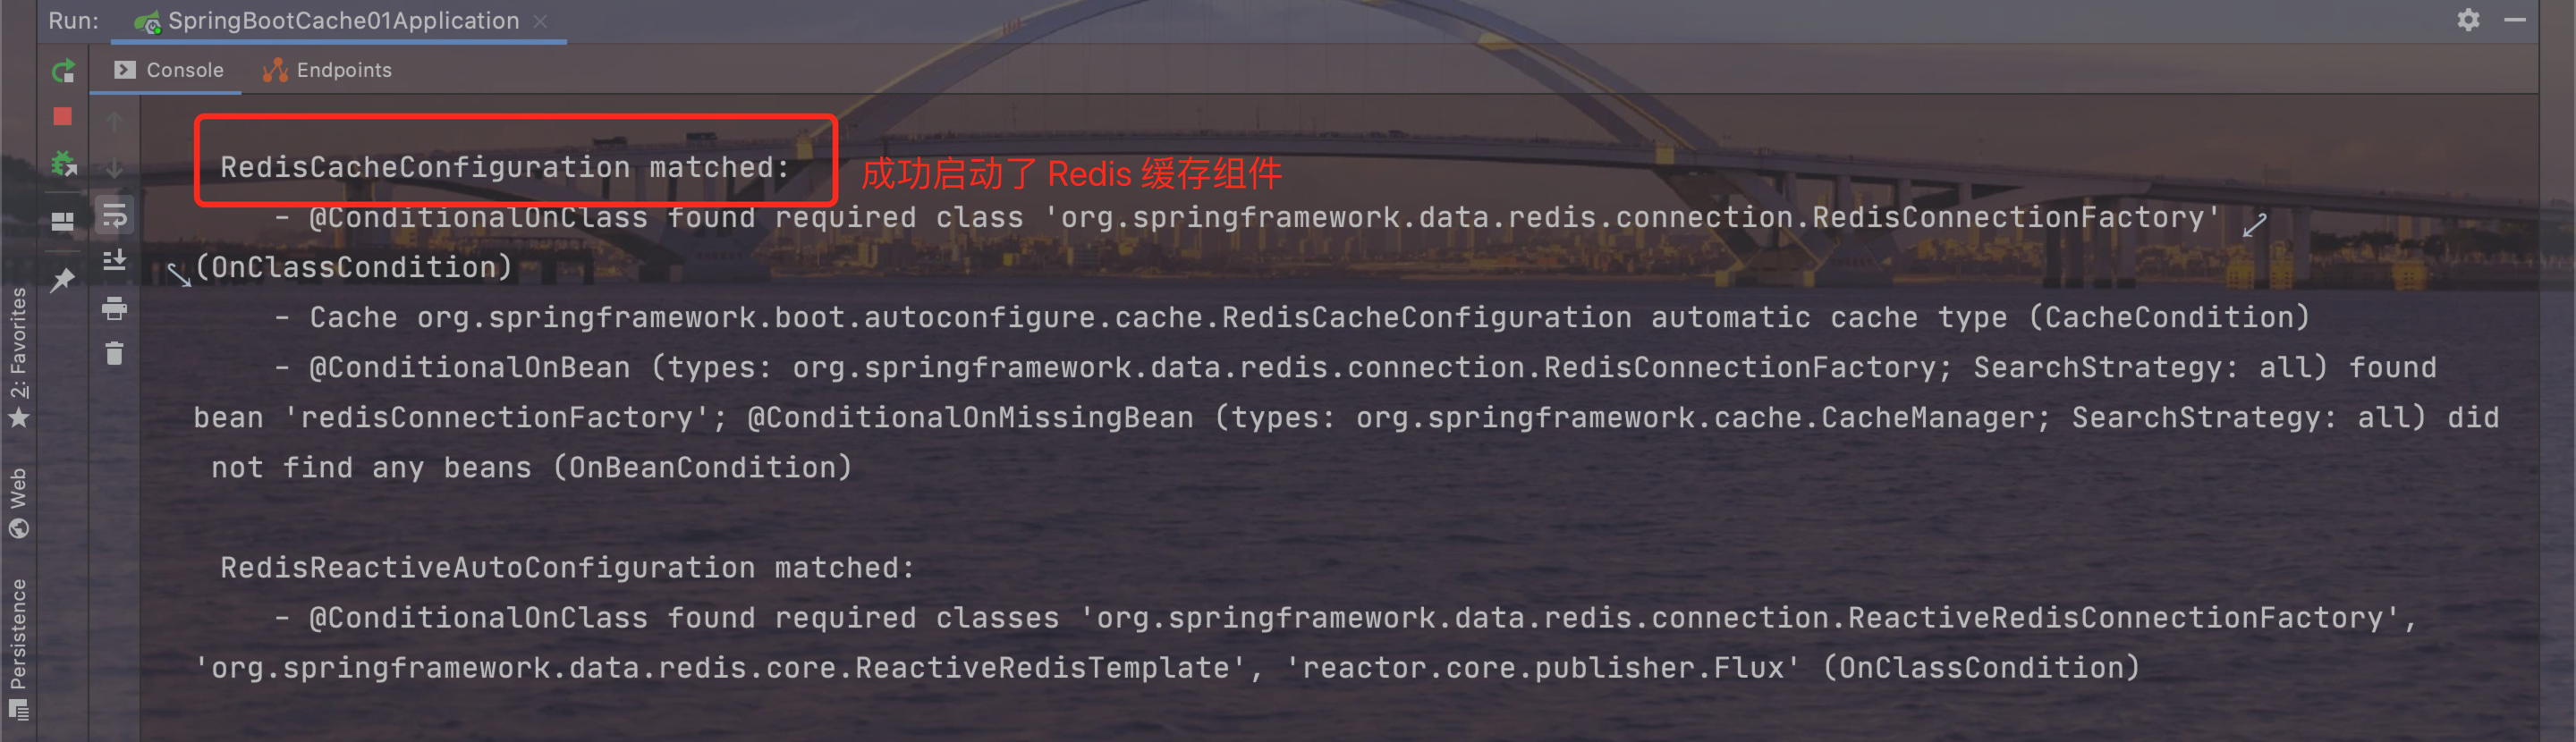 Run: SpringBootCache01Application
Console Endpoints
RedisCacheConfiguration matched:
成功启动了 Redis 缓存组件
- @ConditionalOnClass found required class 'org.springframework.data.redis.connection.RedisConnectionFactory'
(OnClassCondition)
- Cache org.springframework.boot.autoconfigure.cache.RedisCacheConfiguration automatic cache type (CacheCondition)
- @ConditionalOnBean (types: org.springframework.data.redis.connection.RedisConnectionFactory; SearchStrategy: all) found
bean 'redisConnectionFactory'; @ConditionalOnMissingBean (types: org.springframework.cache.CacheManager; SearchStrategy: all) did
not find any beans (OnBeanCondition)
RedisReactiveAutoConfiguration matched:
- @ConditionalOnClass found required classes 'org.springframework.data.redis.connection.ReactiveRedisConnectionFactory',
'org.springframework.data.redis.core.ReactiveRedisTemplate', 'reactor.core.publisher.Flux' (OnClassCondition)
2: Favorites
Web
Persistence